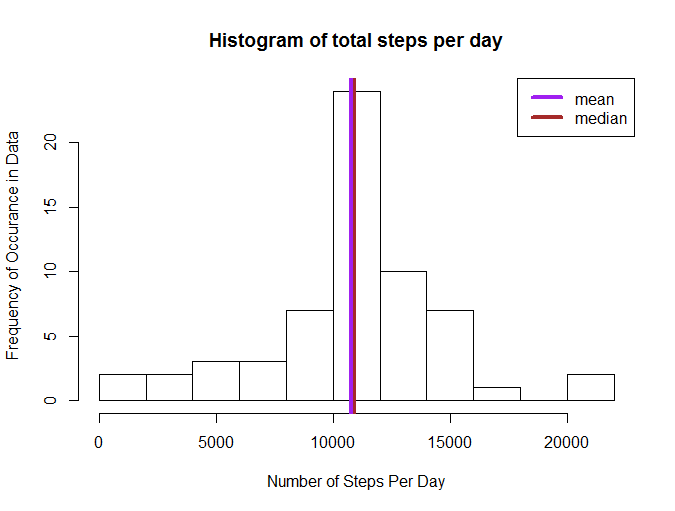 Histogram of total steps per day
mean
median
Frequency of Occurance in Data
20
15
10
5
0
0 5000 10000 15000 20000
Number of Steps Per Day